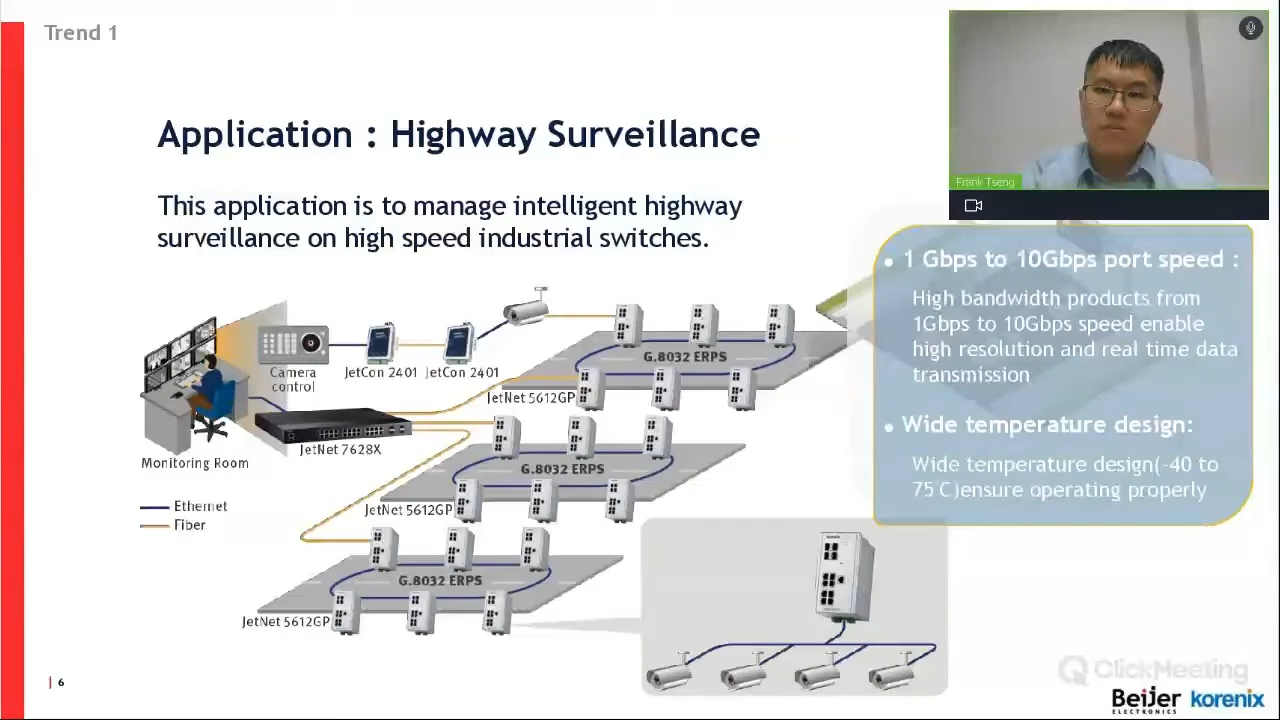 Trend 1
Application : Highway Surveillance
This application is to manage intelligent highway
surveillance on high speed industrial switches.
Frank Tseng
• 1 Gbps to 10Gbps port speed :
High bandwidth products from
1Gbps to 10Gbps speed enable
high resolution and real time data
transmission
• Wide temperature design:
Wide temperature design(-40 to
75 C)ensure operating properly
Camera
control
JetCon 2401
JetCon 2401
G.8032 ERPS
JetNet 5612GP
JetNet 7628X
Monitoring Room
G.8032 ERPS
JetNet 5612GP
Ethernet
Fiber
G.8032 ERPS
JetNet 5612GP
| 6
ClickMeeting
BeiJer
ELECTRONICS
korenix